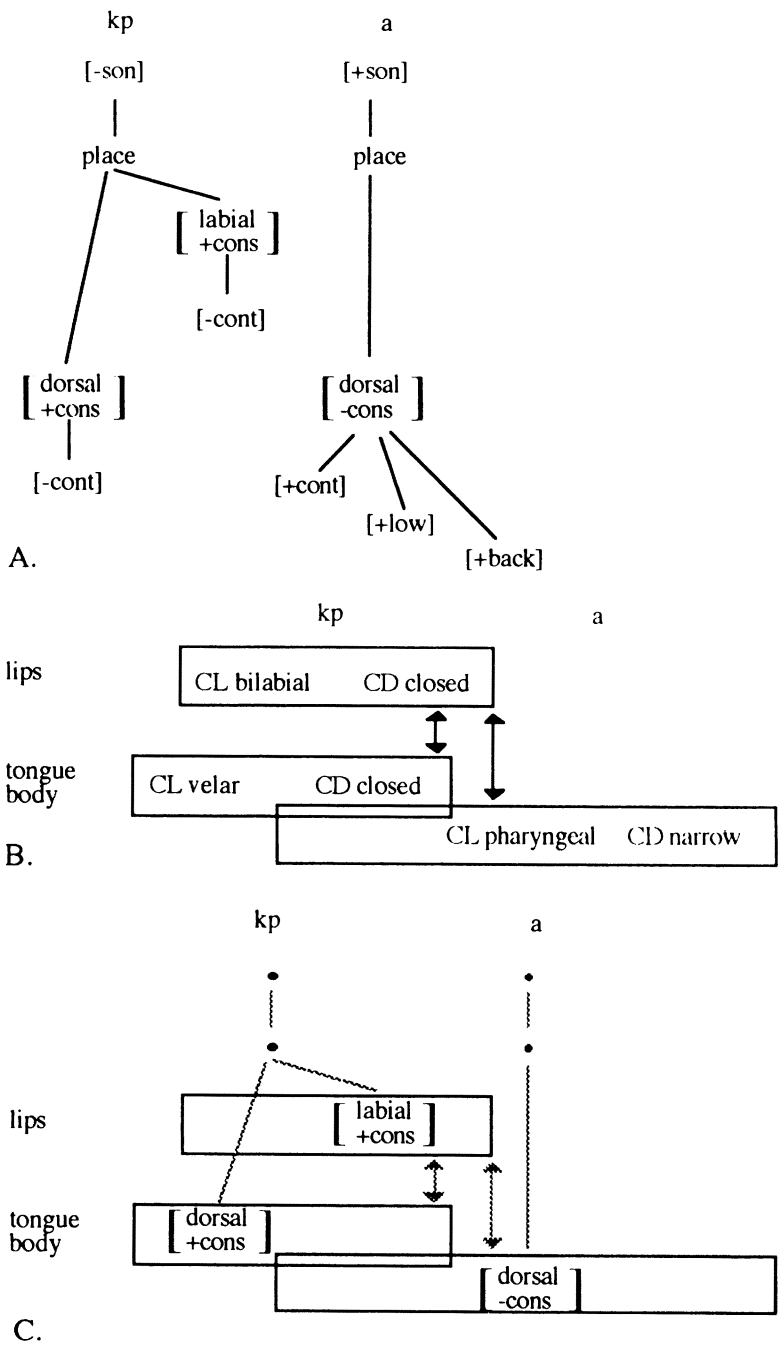 kp a
[-son] [+son]
place place
[labial
+cons]
[-cont]
[dorsal
+cons] [dorsal
-cons]
[-cont] [+cont]
[+low]
[+back]
A.
kp a
lips
CL bilabial CD closed
tongue
body
CL velar CD closed
CL pharyngeal CD narrow
B.
kp a
lips
[labial
+cons]
tongue
body
[dorsal
+cons]
[dorsal
-cons]
C.